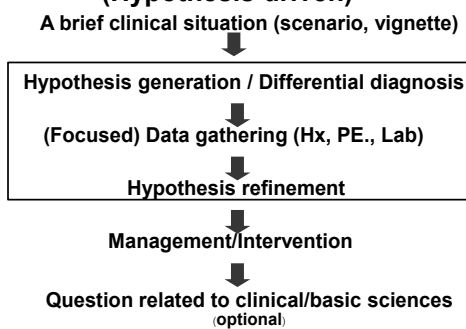 (Hypothesis-driven)
A brief clinical situation (scenario, vignette)
Hypothesis generation / Differential diagnosis
(Focused) Data gathering (Hx, PE., Lab)
Hypothesis refinement
Management/Intervention
Question related to clinical/basic sciences
(optional)